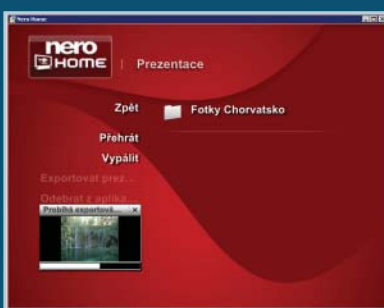 Nero Home
nero
HOME
Prezentace
Zpět
Fotky Chorvatsko
Přehrát
Vypálit
Exportovat prez...
Odebrat z aplika...
Probíhá exportová...